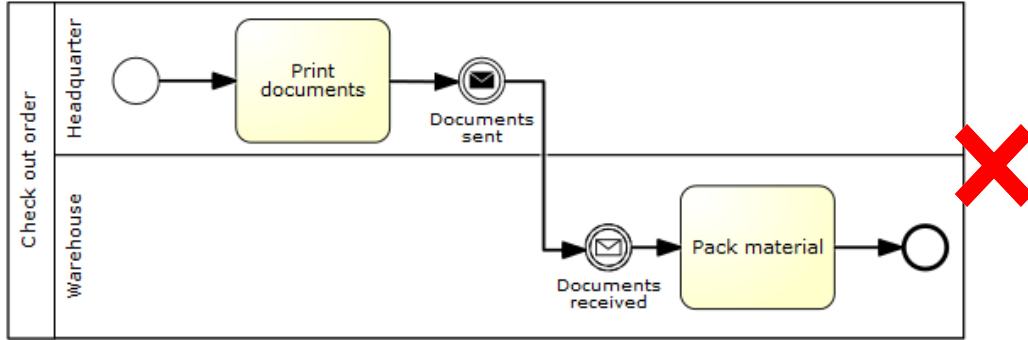 Check out order
Headquarter
Print
documents
Documents
sent
Warehouse
Documents
received
Pack material